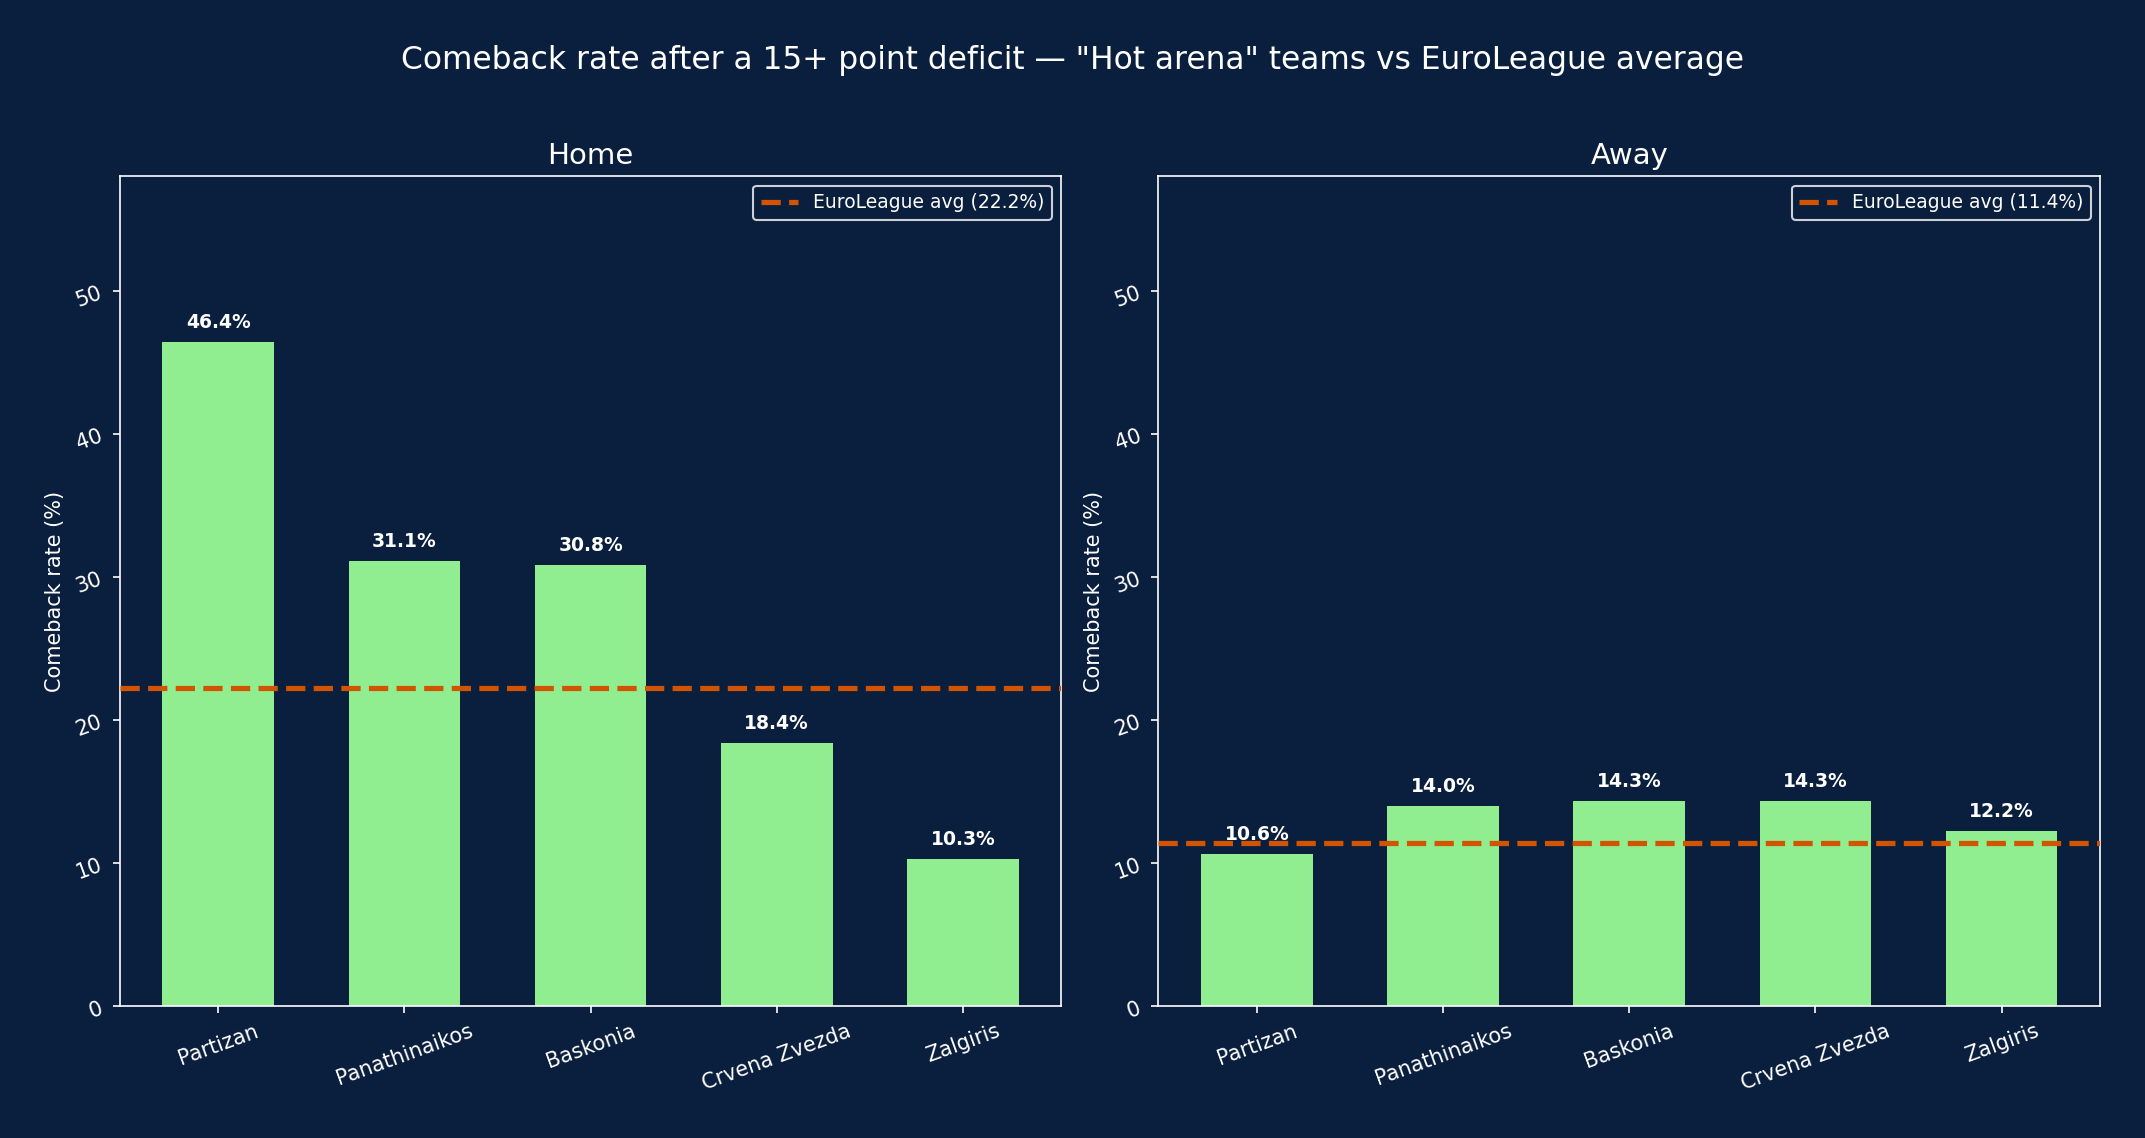 Comeback rate after a 15+ point deficit — "Hot arena" teams vs EuroLeague average
Home
EuroLeague avg (22.2%)
Comeback rate (%)
50
40
30
20
10
0
46.4%
31.1%
30.8%
18.4%
10.3%
Partizan
Panathinaikos
Baskonia
Crvena Zvezda
Zalgiris
Away
EuroLeague avg (11.4%)
Comeback rate (%)
50
40
30
20
10
0
10.6%
14.0%
14.3%
14.3%
12.2%
Partizan
Panathinaikos
Baskonia
Crvena Zvezda
Zalgiris